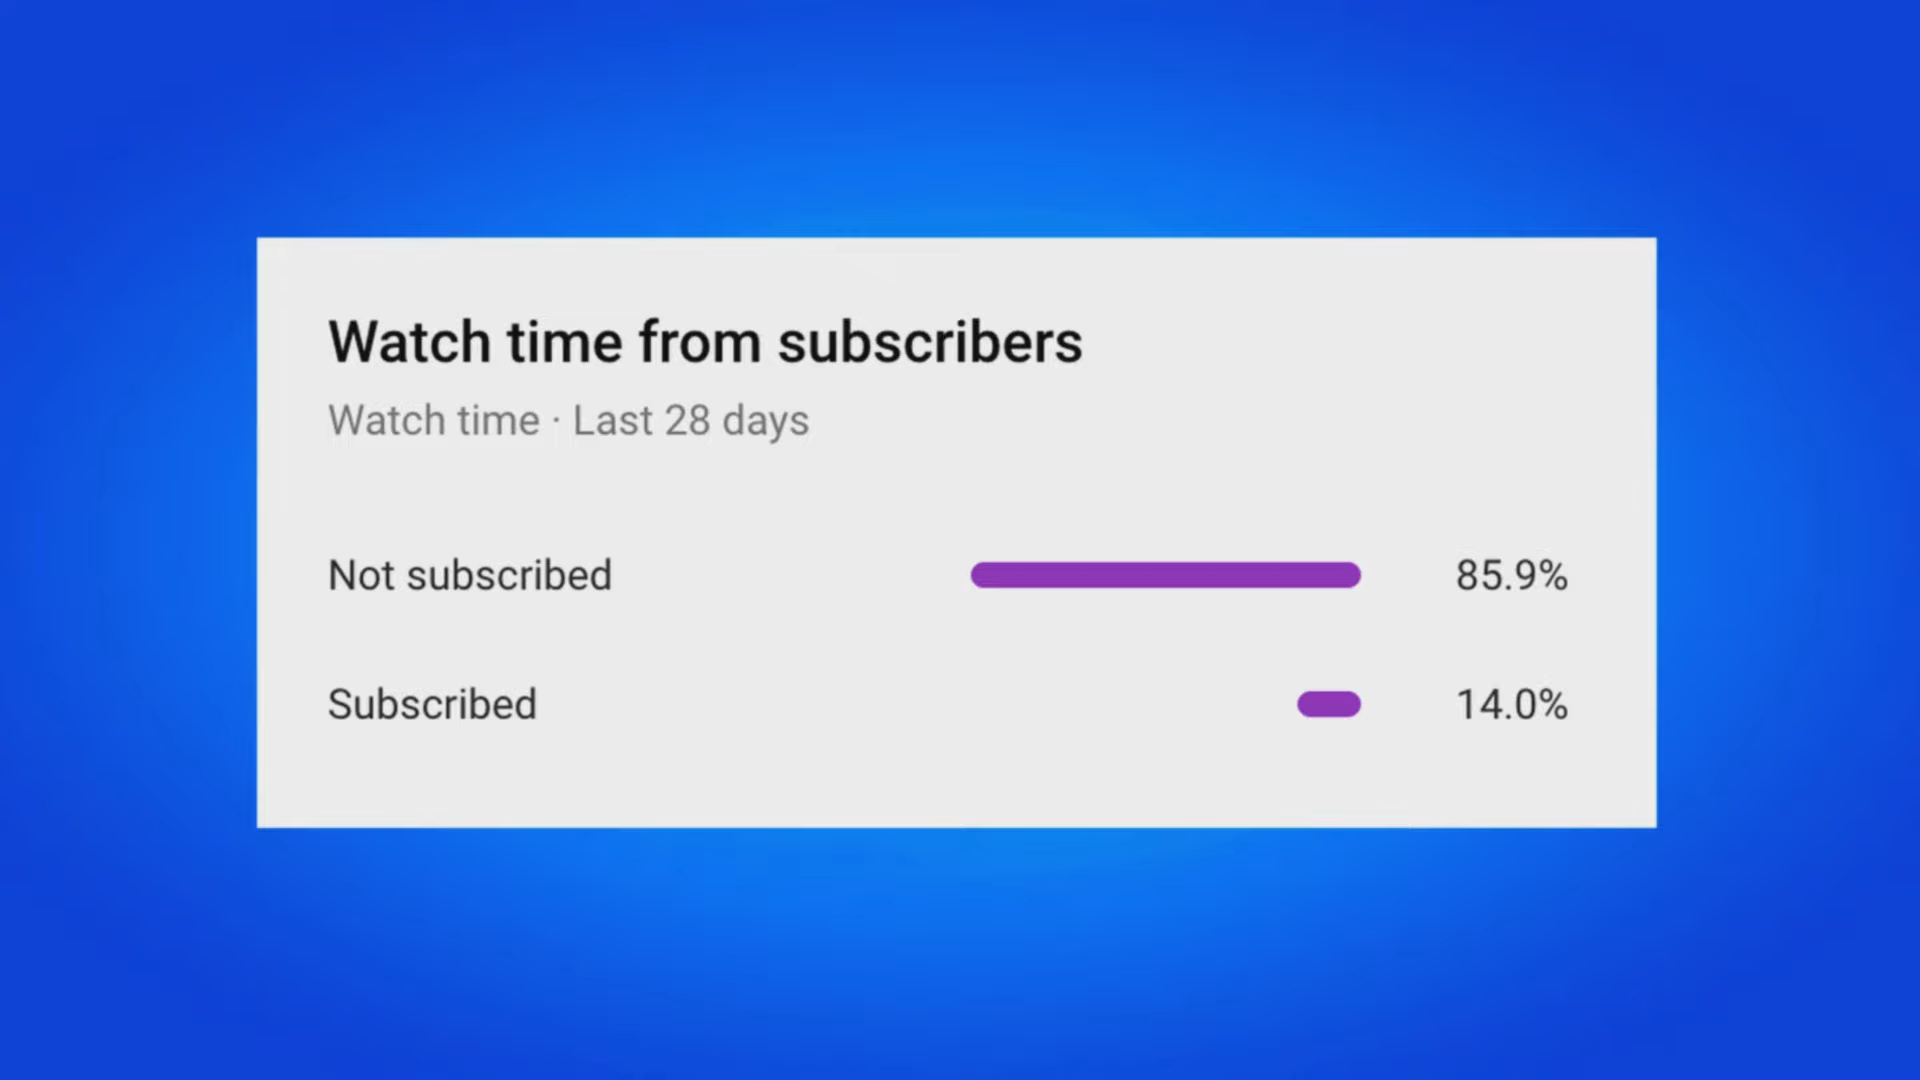 Watch time from subscribers
Watch time · Last 28 days
Not subscribed 85.9%
Subscribed 14.0%